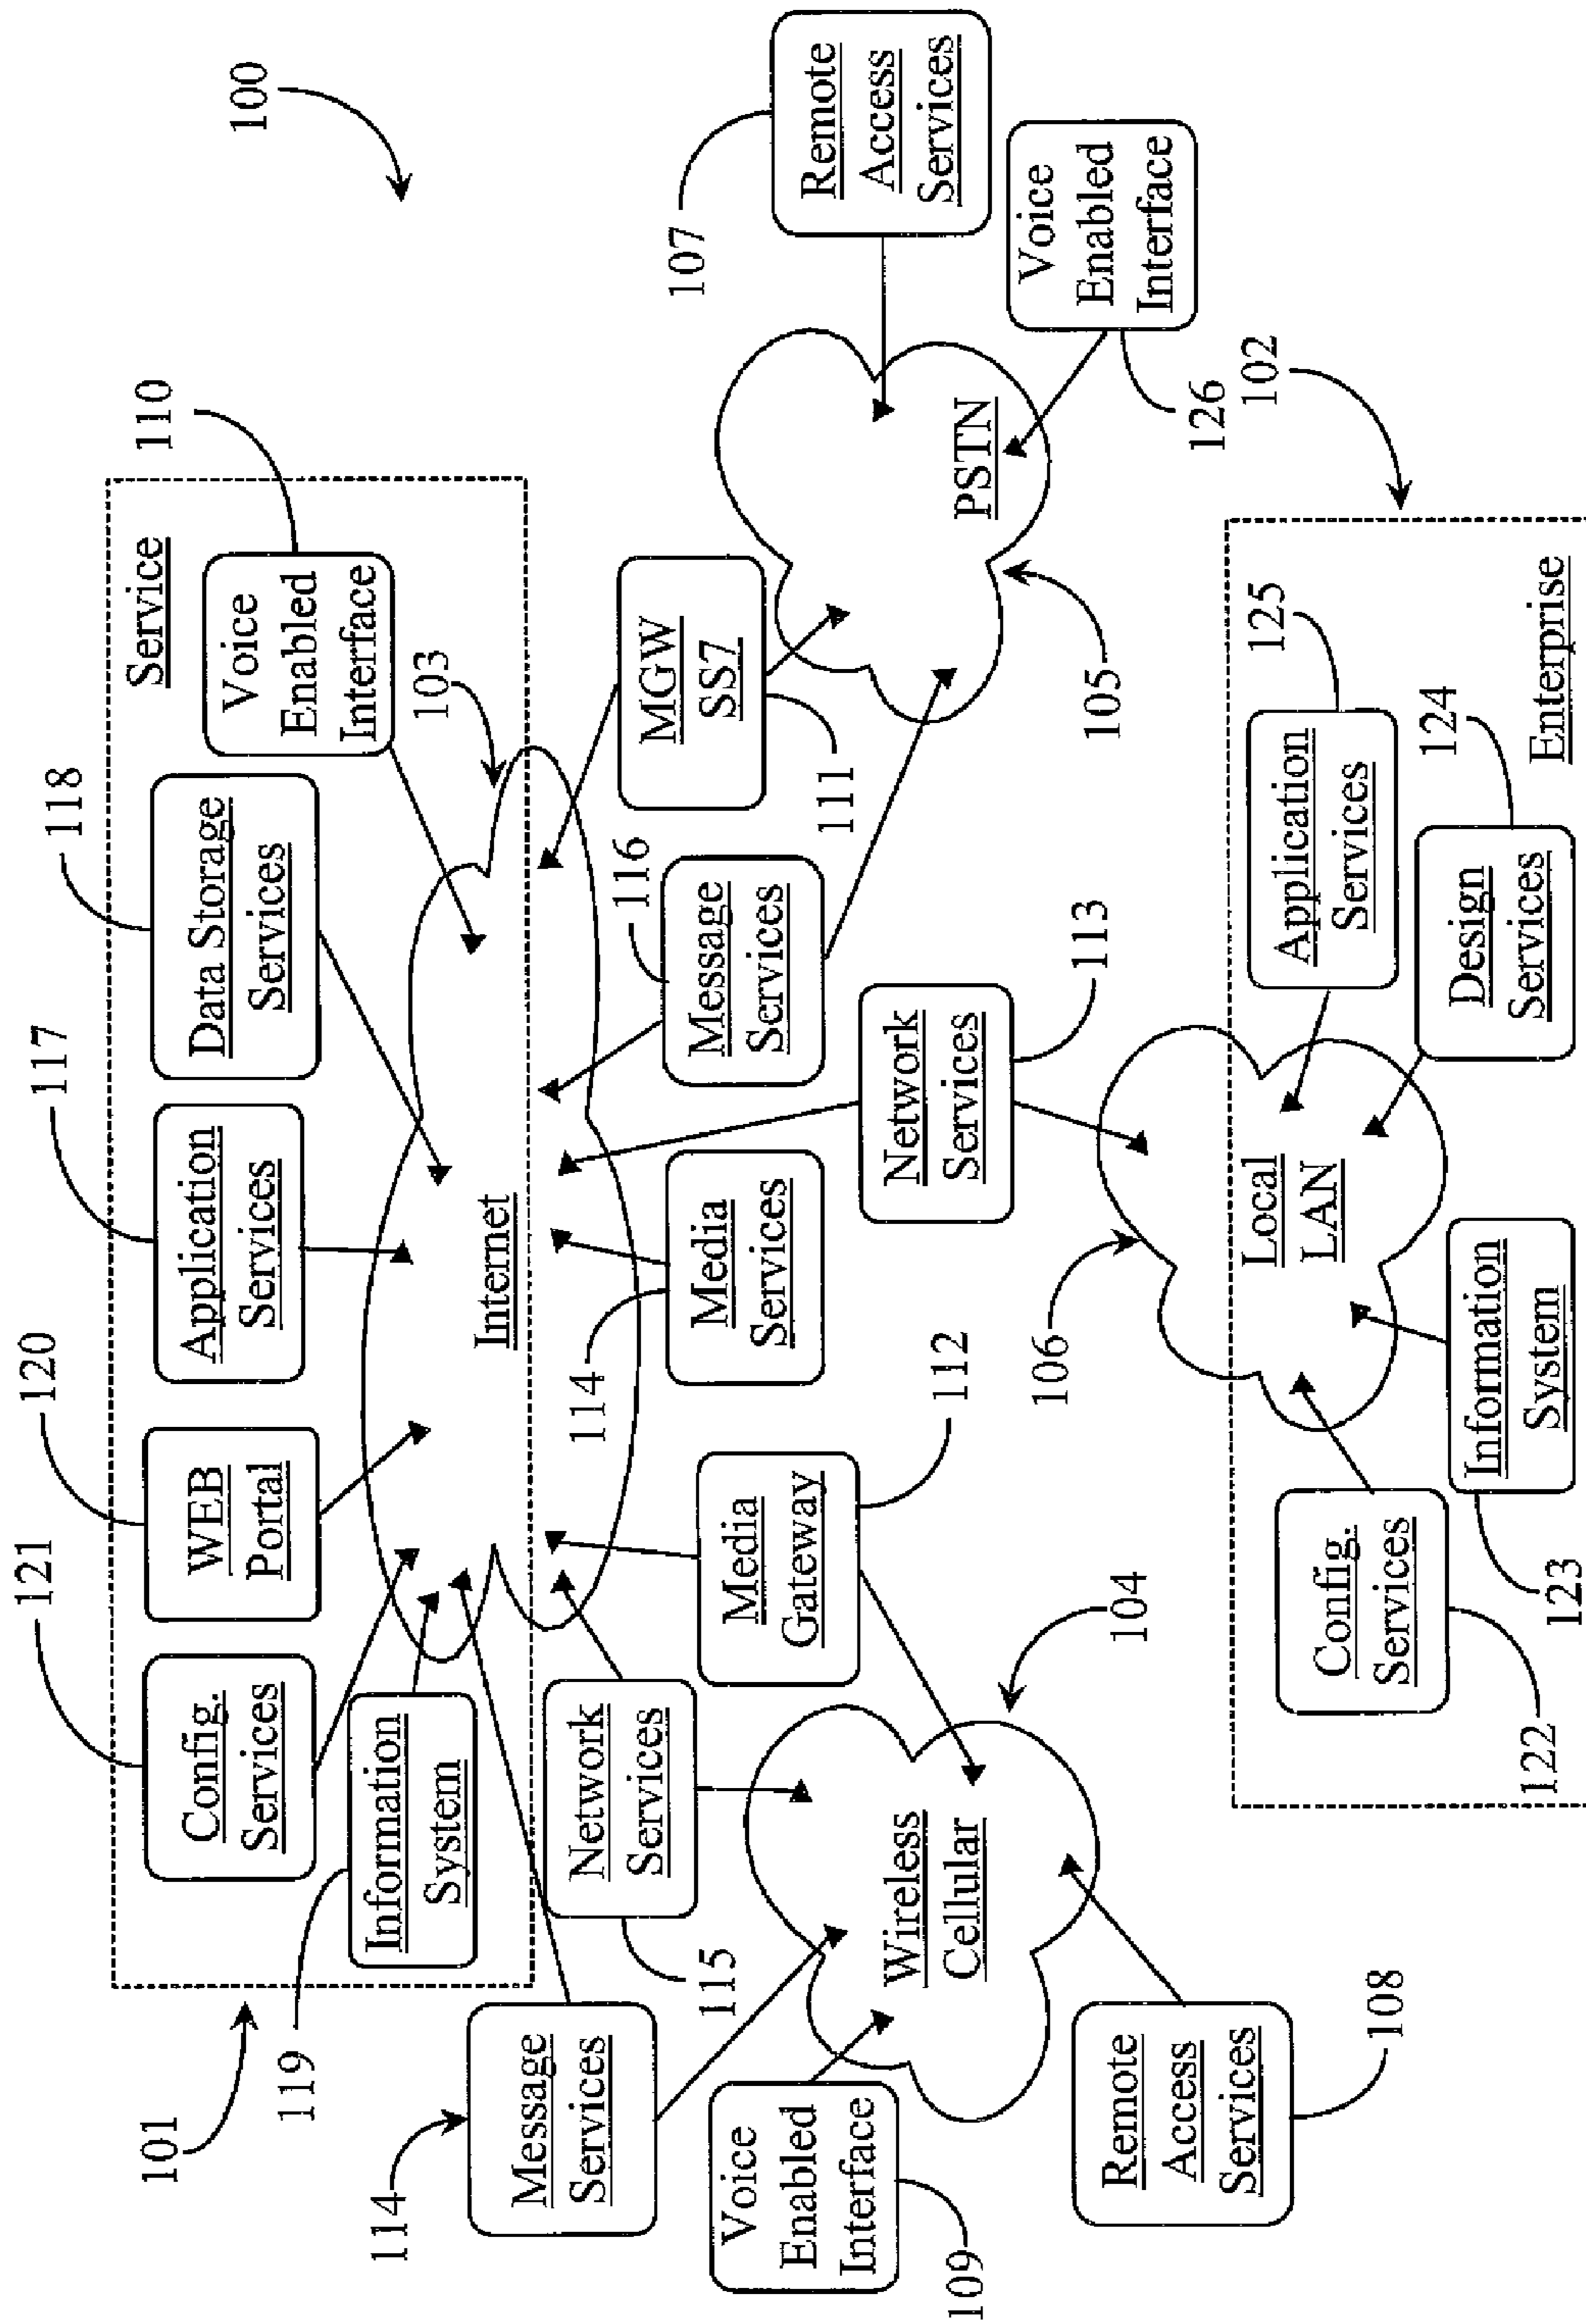 100
101
Service
121
Config.
Services
120
WEB
Portal
117
Application
Services
118
Data Storage
Services
110
Voice
Enabled
Interface
119
Information
System
103
Internet
114
Message
Services
115
Network
Services
112
Media
Gateway
114
Media
Services
116
Message
Services
111
MGW
SS7
107
Remote
Access
Services
109
Voice
Enabled
Interface
104
Wireless
Cellular
113
Network
Services
105
PSTN
126
Voice
Enabled
Interface
108
Remote
Access
Services
102
106
Local
LAN
125
Application
Services
122
Config.
Services
123
Information
System
124
Design
Services
Enterprise